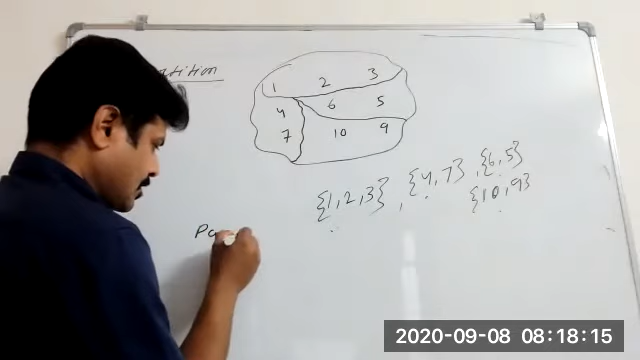 1 2 3
4 6 5
7 10 9
{1,2,3}, {4,7}, {6,5}
{10,9}
Pa
2020-09-08 08:18:15